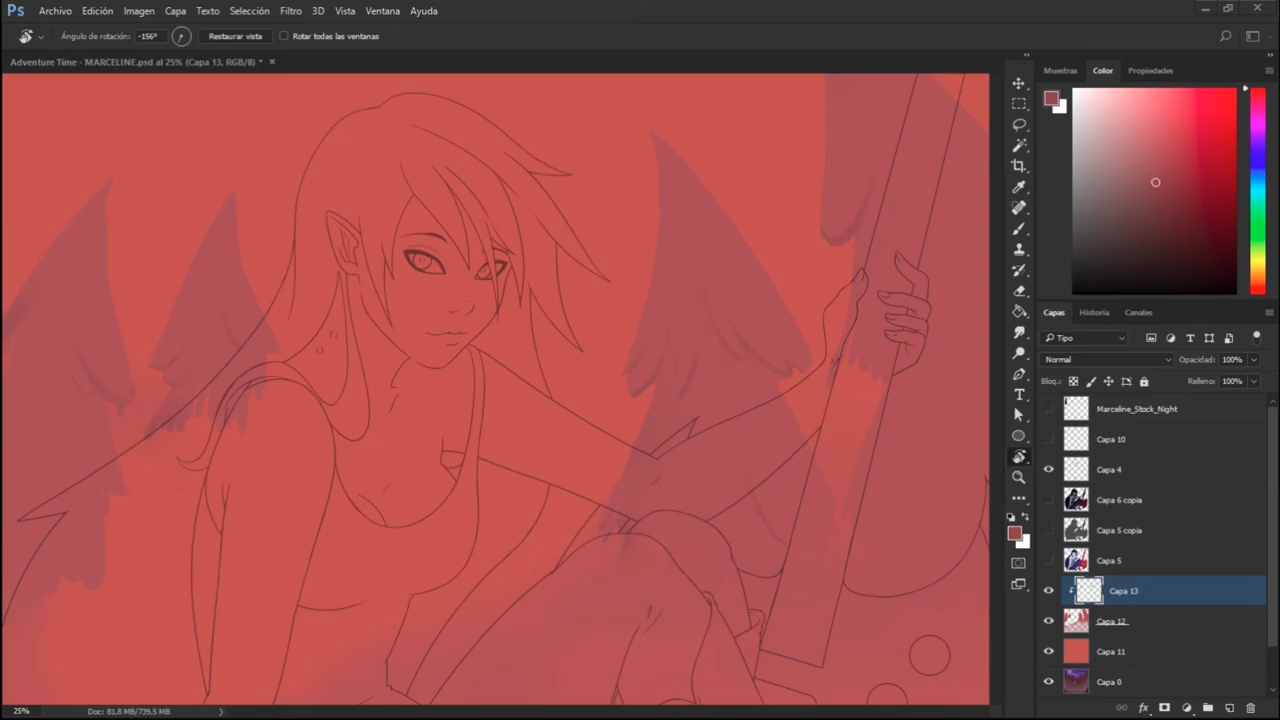 Ps Archivo Edición Imagen Capa Texto Selección Filtro 3D Vista Ventana Ayuda
Ángulo de rotación: -156° Restaurar vista Rotar todas las ventanas
Adventure Time - MARCELINE.psd al 25% (Capa 13, RGB/8) *
Muestras Color Propiedades
Capas Historia Canales
Tipo
Normal Opacidad: 100%
Bloq.: Relleno: 100%
Marceline_Stock_Night
Capa 10
Capa 4
Capa 6 copia
Capa 5 copia
Capa 5
Capa 13
Capa 12
Capa 11
Capa 0
25% Doc: 81,8 MB/739,5 MB